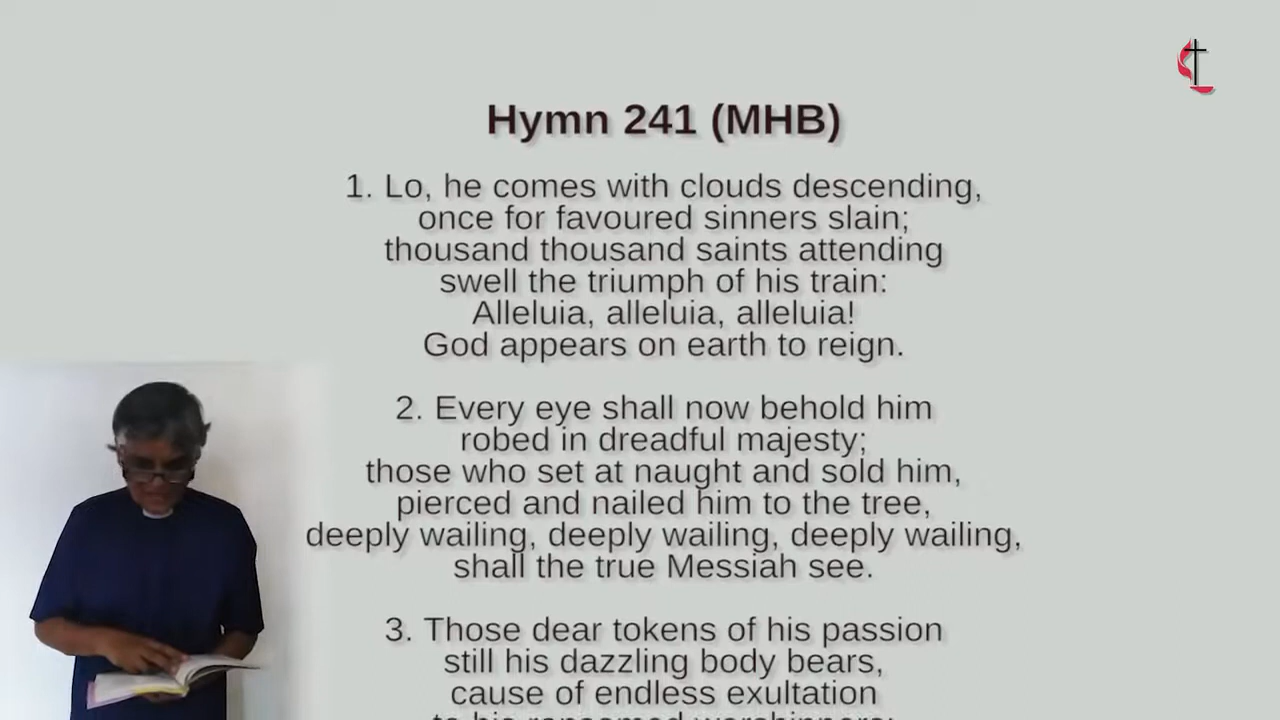 Hymn 241 (MHB)
1. Lo, he comes with clouds descending,
once for favoured sinners slain;
thousand thousand saints attending
swell the triumph of his train:
Alleluia, alleluia, alleluia!
God appears on earth to reign.
2. Every eye shall now behold him
robed in dreadful majesty;
those who set at naught and sold him,
pierced and nailed him to the tree,
deeply wailing, deeply wailing, deeply wailing,
shall the true Messiah see.
3. Those dear tokens of his passion
still his dazzling body bears,
cause of endless exultation
to his ransomed worshippers;